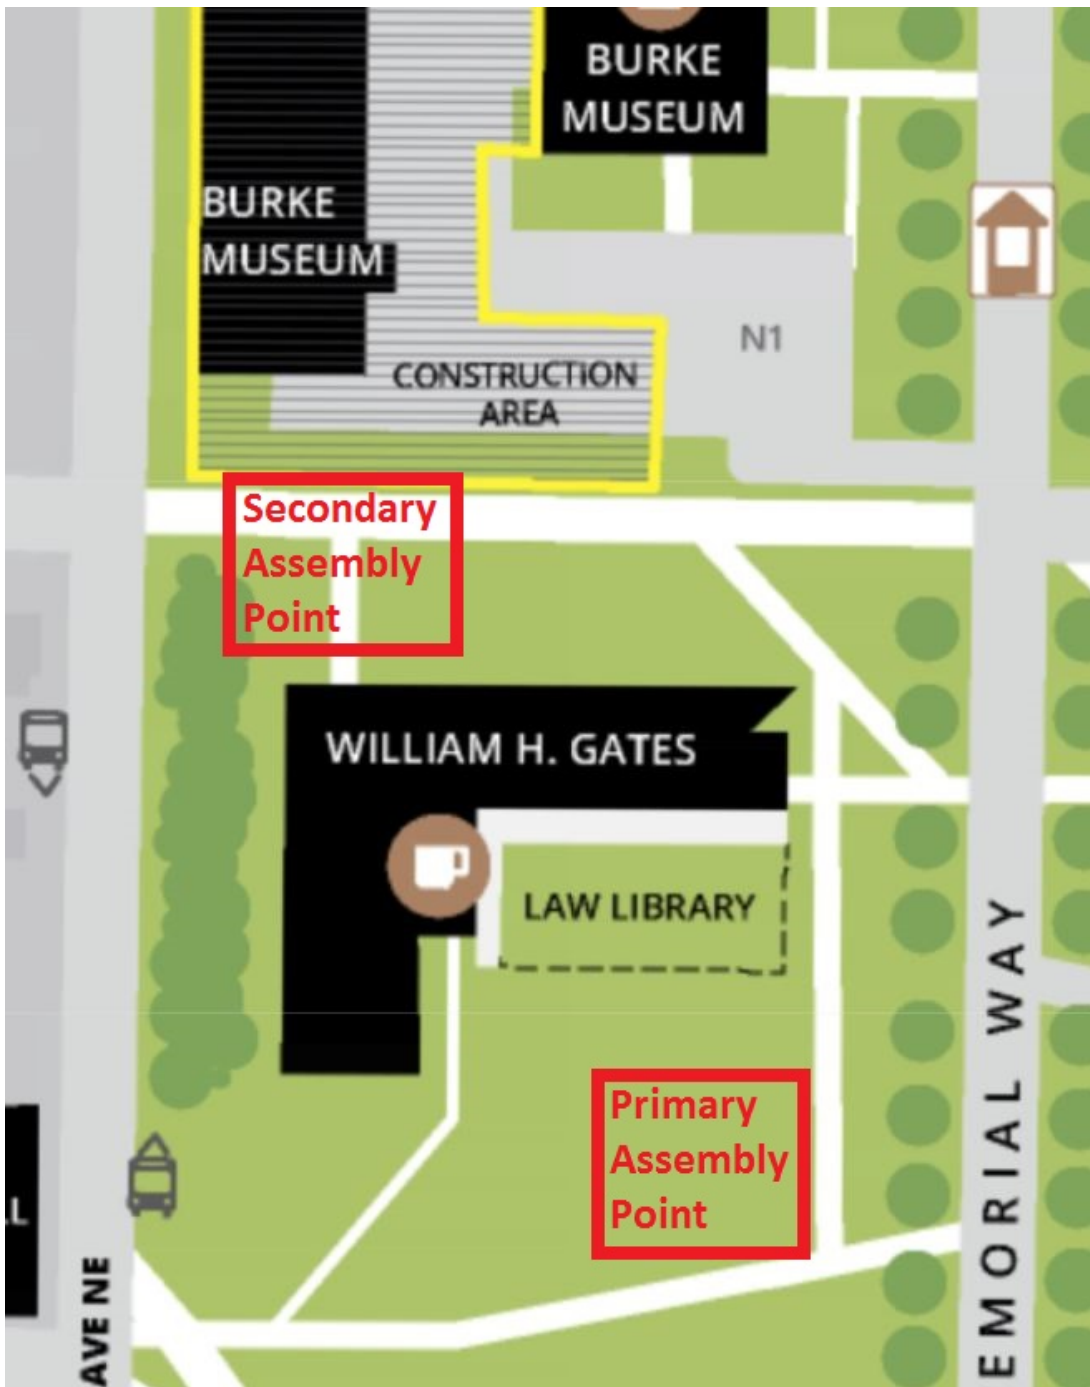 BURKE
MUSEUM
BURKE
MUSEUM
N1
CONSTRUCTION
AREA
Secondary
Assembly
Point
WILLIAM H. GATES
LAW LIBRARY
Primary
Assembly
Point
LL
AVE NE
EMORIAL WAY